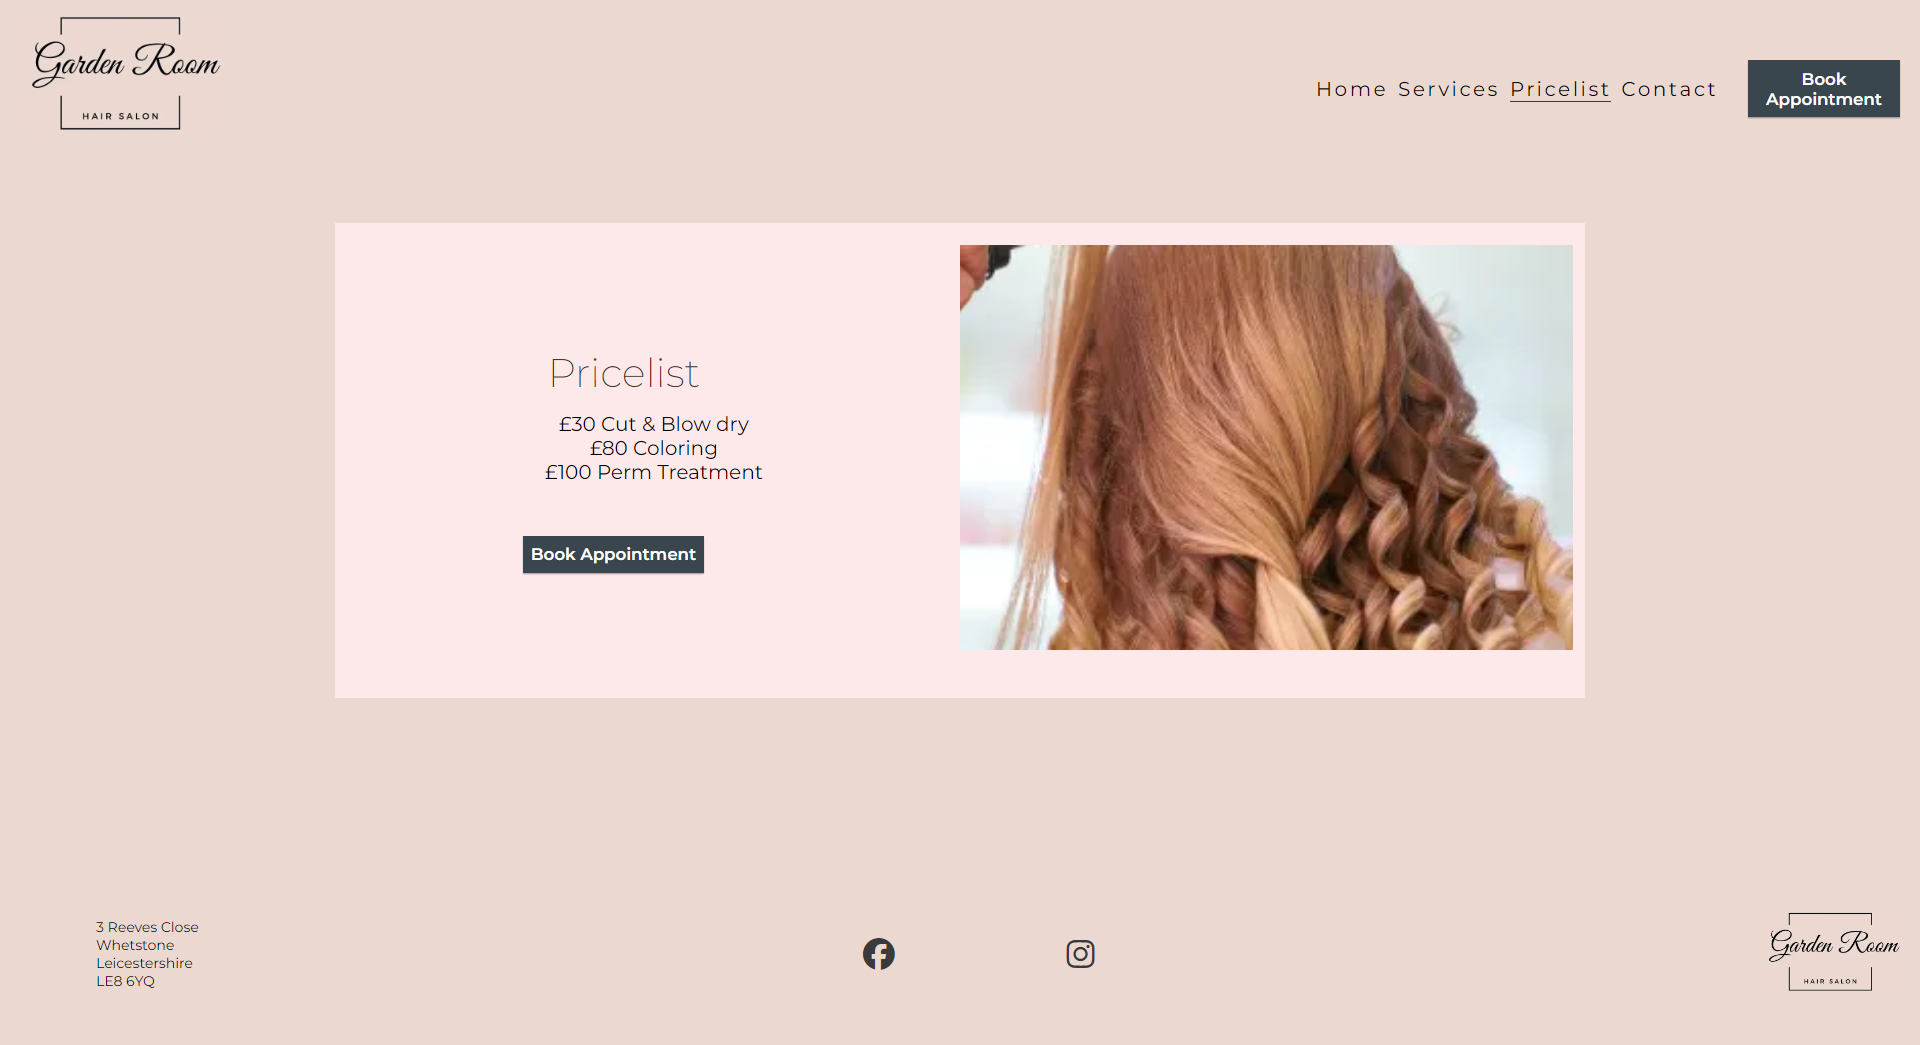 Garden Room
HAIR SALON
Home Services Pricelist Contact
Book
Appointment
Pricelist
£30 Cut & Blow dry
£80 Coloring
£100 Perm Treatment
Book Appointment
3 Reeves Close
Whetstone
Leicestershire
LE8 6YQ
Garden Room
HAIR SALON